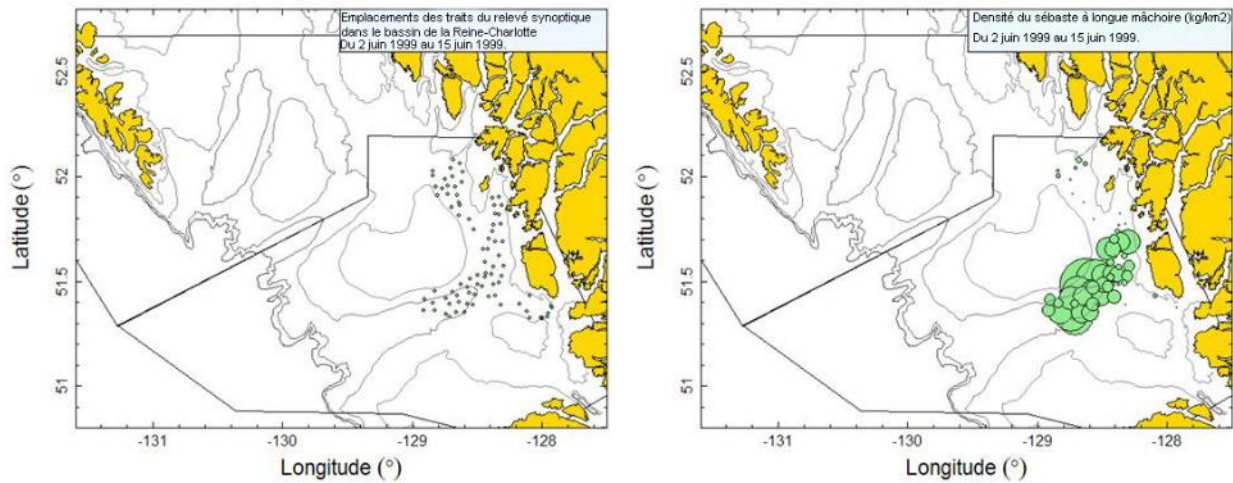 Emplacements des traits du relevé synoptique
dans le bassin de la Reine-Charlotte
Du 2 juin 1999 au 15 juin 1999.
52.5
52
51.5
51
Latitude (°)
-131
-130
-129
-128
Longitude (°)
Densité du sébaste à longue mâchoire (kg/km2)
Du 2 juin 1999 au 15 juin 1999.
52.5
52
51.5
51
Latitude (°)
-131
-130
-129
-128
Longitude (°)